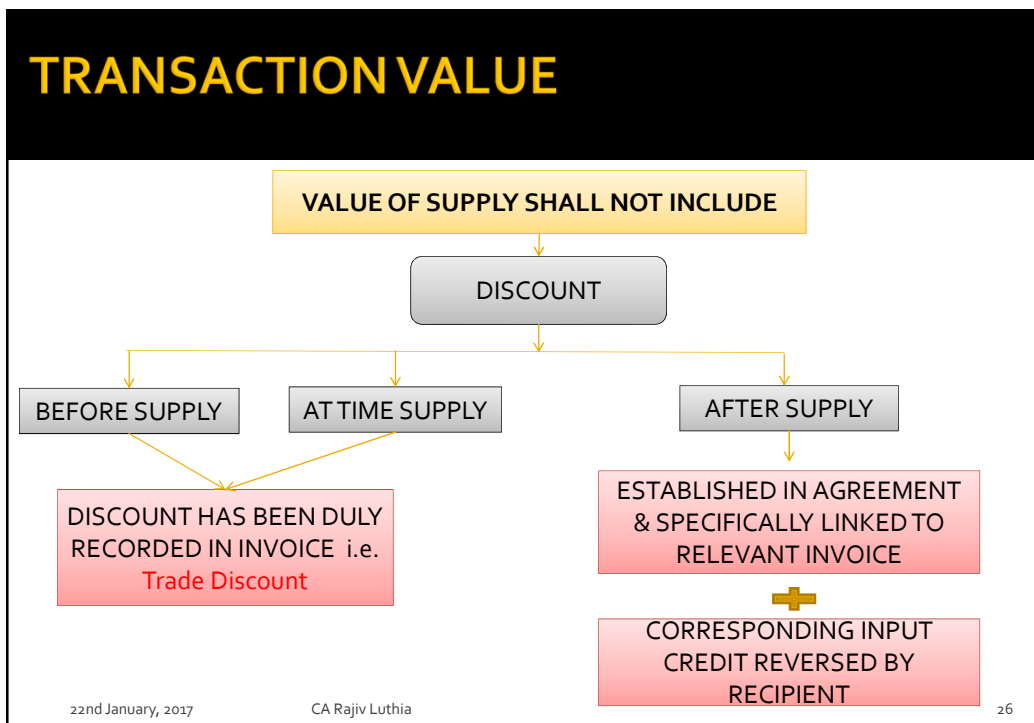 TRANSACTION VALUE
VALUE OF SUPPLY SHALL NOT INCLUDE
DISCOUNT
BEFORE SUPPLY
AT TIME SUPPLY
AFTER SUPPLY
DISCOUNT HAS BEEN DULY
RECORDED IN INVOICE i.e.
Trade Discount
ESTABLISHED IN AGREEMENT
& SPECIFICALLY LINKED TO
RELEVANT INVOICE
CORRESPONDING INPUT
CREDIT REVERSED BY
RECIPIENT
22nd January, 2017
CA Rajiv Luthia
26